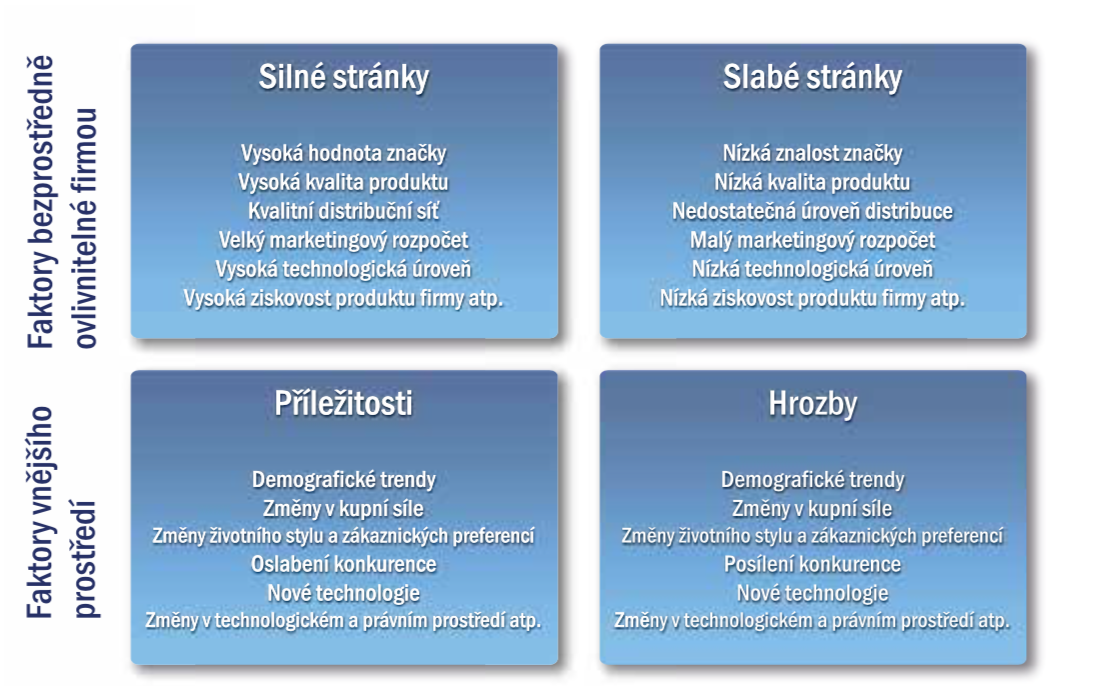 Faktory bezprostředně
ovlivnitelné firmou
Silné stránky
Vysoká hodnota značky
Vysoká kvalita produktu
Kvalitní distribuční síť
Velký marketingový rozpočet
Vysoká technologická úroveň
Vysoká ziskovost produktu firmy atp.
Slabé stránky
Nízká znalost značky
Nízká kvalita produktu
Nedostatečná úroveň distribuce
Malý marketingový rozpočet
Nízká technologická úroveň
Nízká ziskovost produktu firmy atp.
Faktory vnějšího
prostředí
Příležitosti
Demografické trendy
Změny v kupní síle
Změny životního stylu a zákaznických preferencí
Oslabení konkurence
Nové technologie
Změny v technologickém a právním prostředí atp.
Hrozby
Demografické trendy
Změny v kupní síle
Změny životního stylu a zákaznických preferencí
Posílení konkurence
Nové technologie
Změny v technologickém a právním prostředí atp.